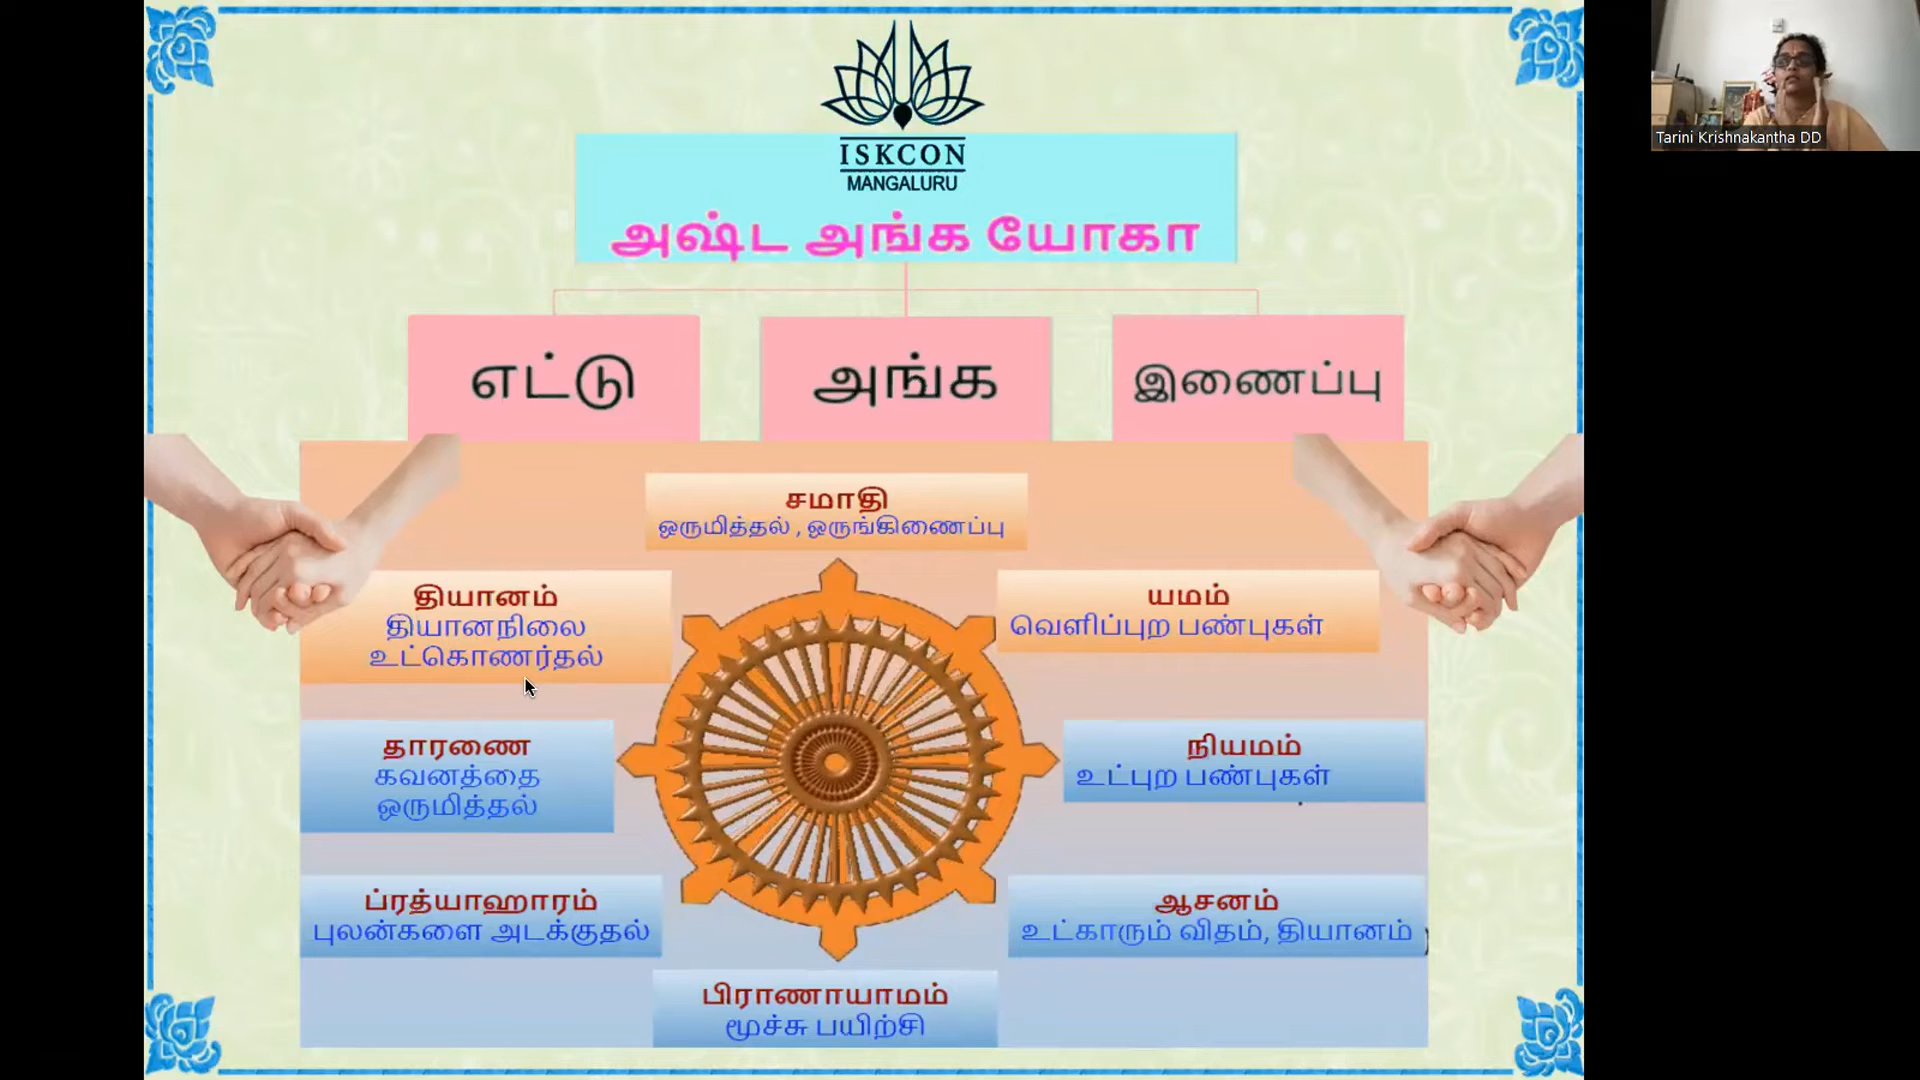 ISKCON
MANGALURU
அஷ்ட அங்க யோகா
எட்டு
அங்க
இணைப்பு
சமாதி
ஒருமித்தல் , ஒருங்கிணைப்பு
தியானம்
தியானநிலை
உட்கொணர்தல்
யமம்
வெளிப்புற பண்புகள்
தாரணை
கவனத்தை
ஒருமித்தல்
நியமம்
உட்புற பண்புகள்
ப்ரத்யாஹாரம்
புலன்களை அடக்குதல்
ஆசனம்
உட்காரும் விதம், தியானம்
பிராணாயாமம்
மூச்சு பயிற்சி
Tarini Krishnakantha DD